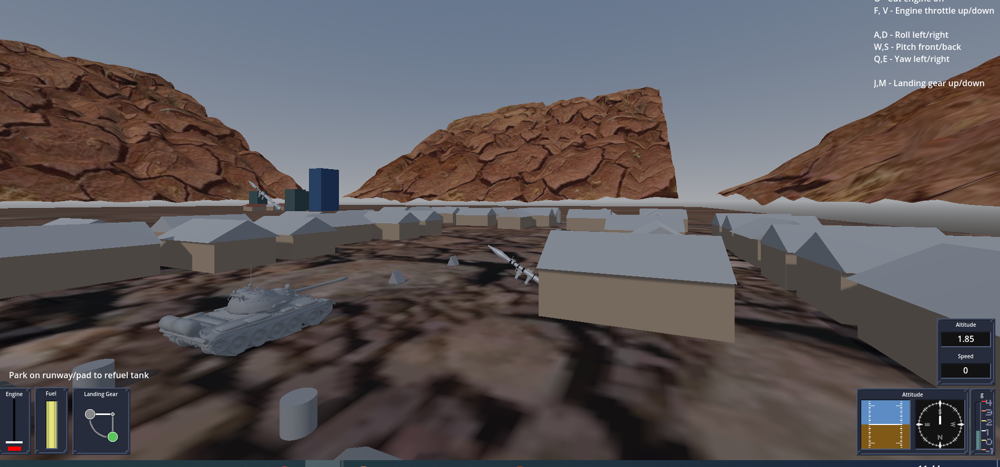 F, V - Engine throttle up/down
A,D - Roll left/right
W,S - Pitch front/back
Q,E - Yaw left/right
J,M - Landing gear up/down
Park on runway/pad to refuel tank
Engine
Fuel
Landing Gear
Altitude
1.85
Speed
0
Attitude
S
E
W
N
g
4
3
2
1
0
-1